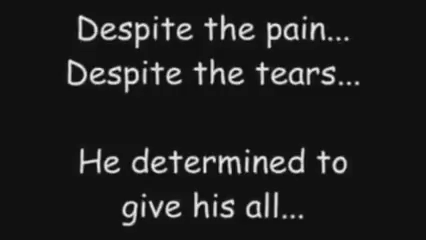 Despite the pain...
Despite the tears...
He determined to
give his all...